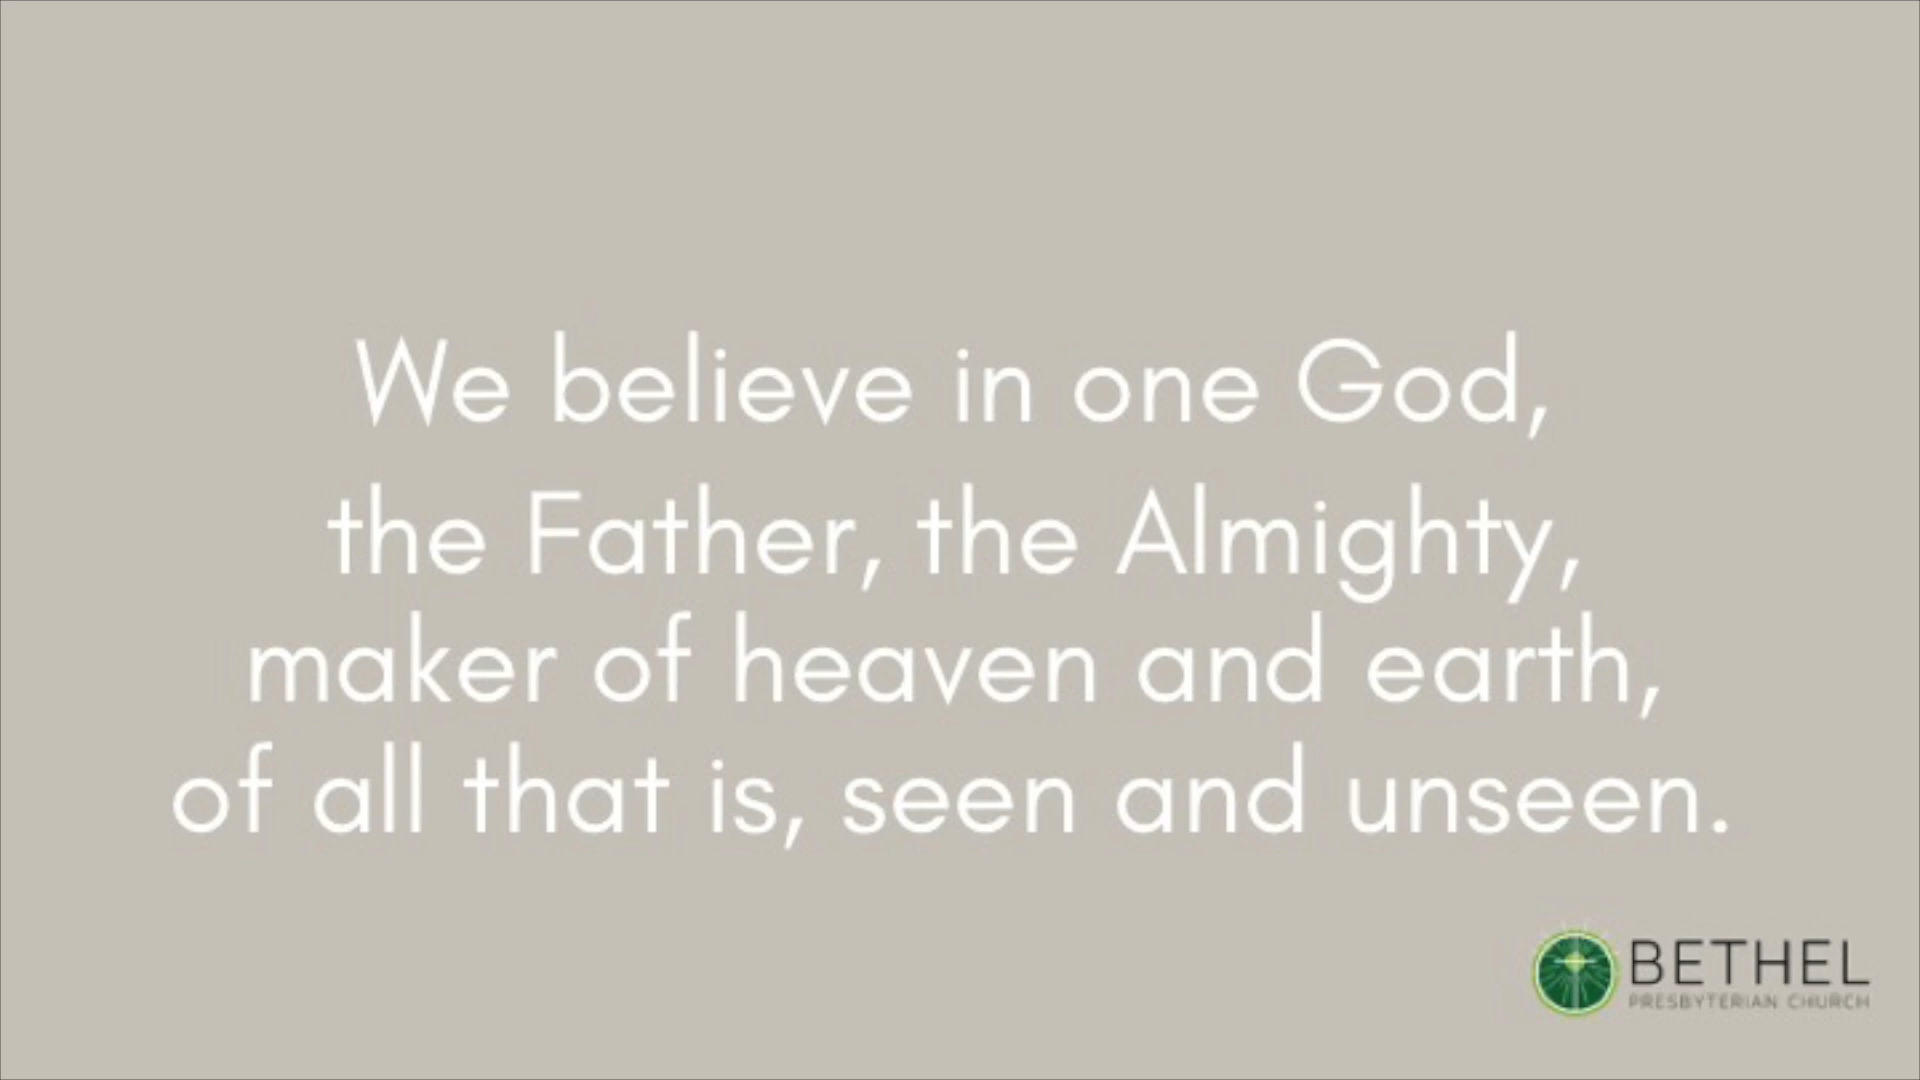 We believe in one God,
the Father, the Almighty,
maker of heaven and earth,
of all that is, seen and unseen.
BETHEL
PRESBYTERIAN CHURCH